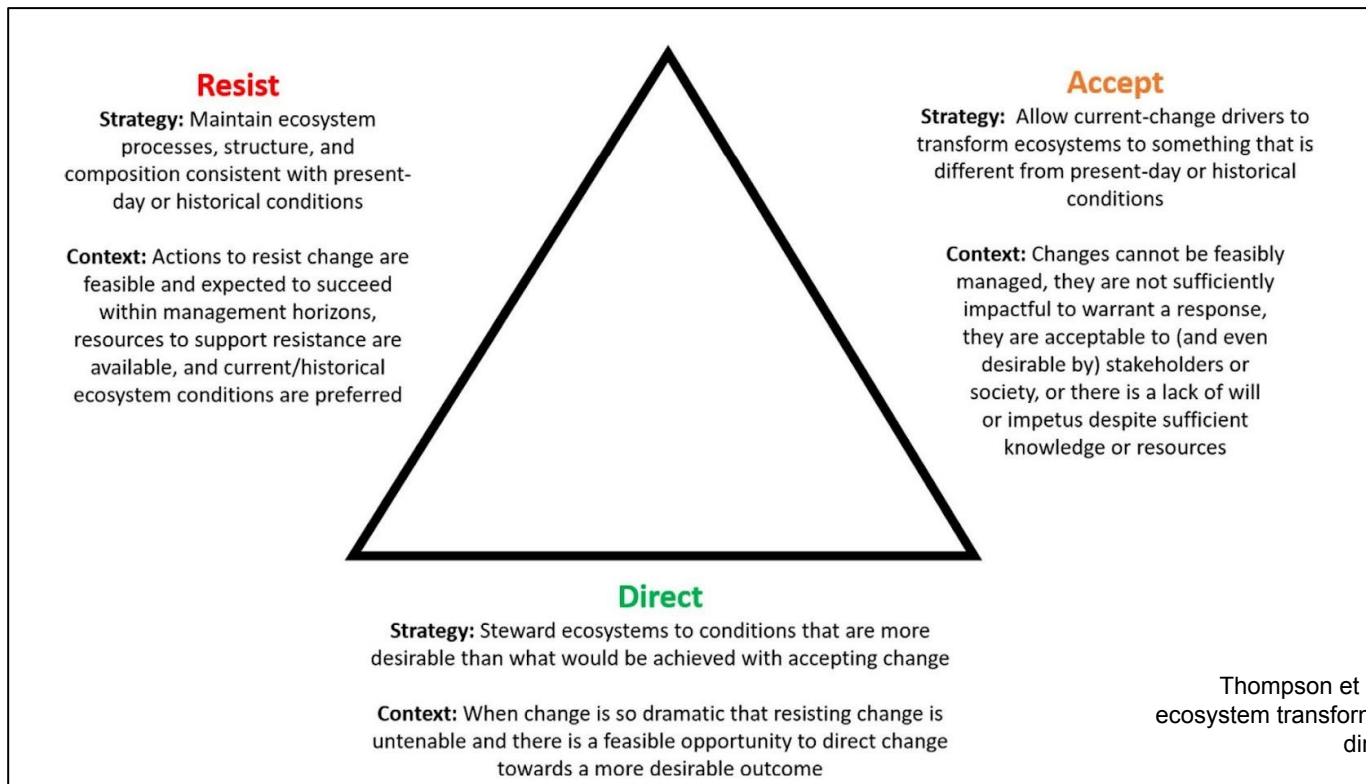 Resist
Strategy: Maintain ecosystem
processes, structure, and
composition consistent with present-
day or historical conditions
Context: Actions to resist change are
feasible and expected to succeed
within management horizons,
resources to support resistance are
available, and current/historical
ecosystem conditions are preferred
Accept
Strategy: Allow current-change drivers to
transform ecosystems to something that is
different from present-day or historical
conditions
Context: Changes cannot be feasibly
managed, they are not sufficiently
impactful to warrant a response,
they are acceptable to (and even
desirable by) stakeholders or
society, or there is a lack of will
or impetus despite sufficient
knowledge or resources
Direct
Strategy: Steward ecosystems to conditions that are more
desirable than what would be achieved with accepting change
Context: When change is so dramatic that resisting change is
untenable and there is a feasible opportunity to direct change
towards a more desirable outcome
Thompson et
ecosystem transform